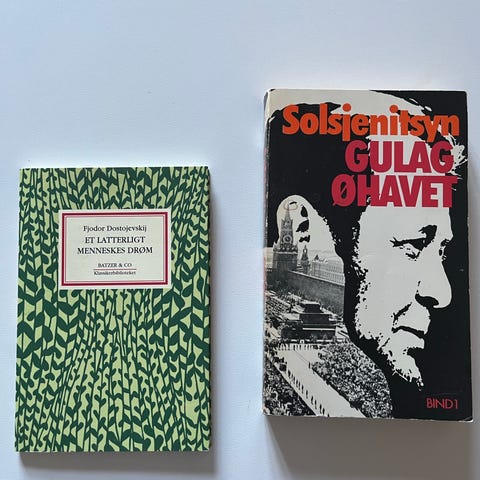 Fjodor Dostojevskij
ET LATTERLIGT
MENNESKES DRØM
BATZER & CO
Klassikerbiblioteket
Solsjenitsyn
GULAG
ØHAVET
BIND 1